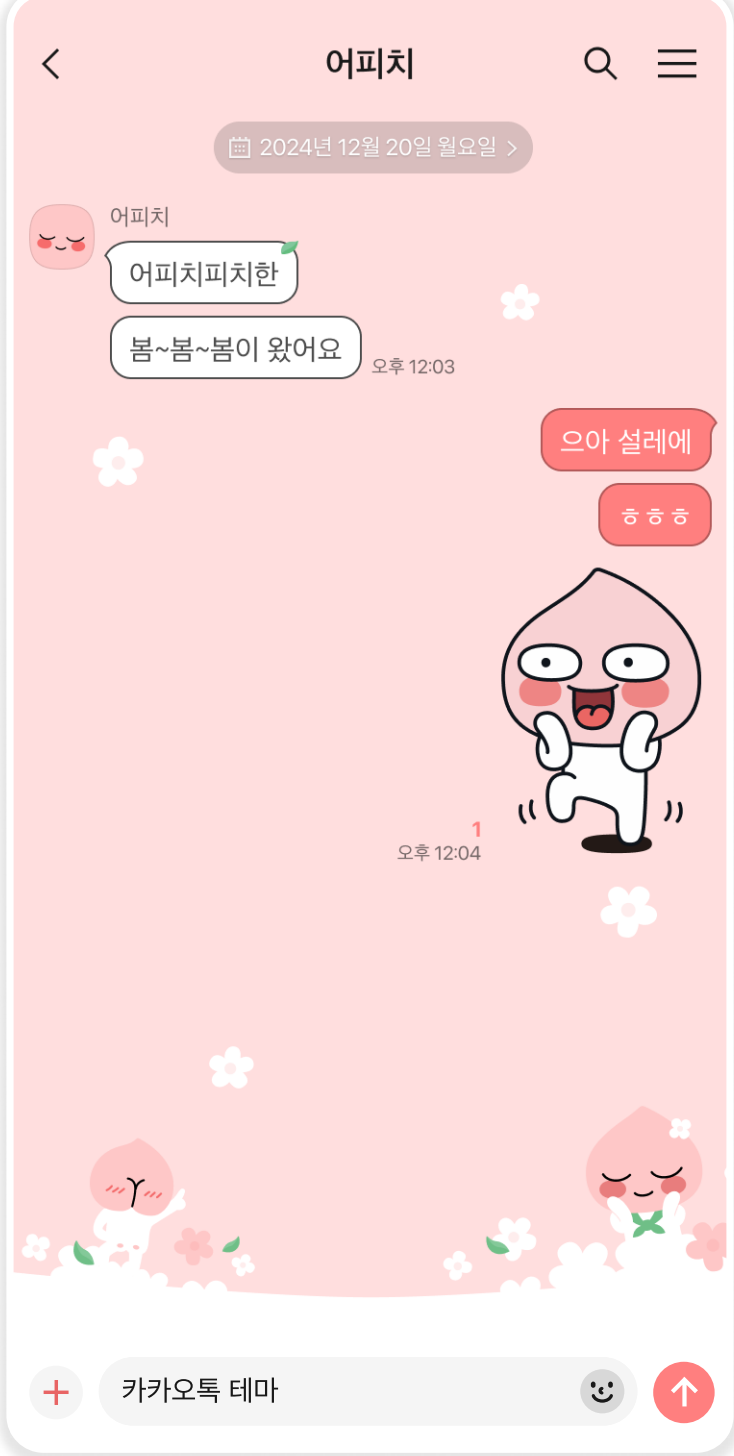 어피치
2024년 12월 20일 월요일
어피치
어피치피치한
봄~봄~봄이 왔어요
오후 12:03
으아 설레에
ㅎㅎㅎ
1
오후 12:04
카카오톡 테마